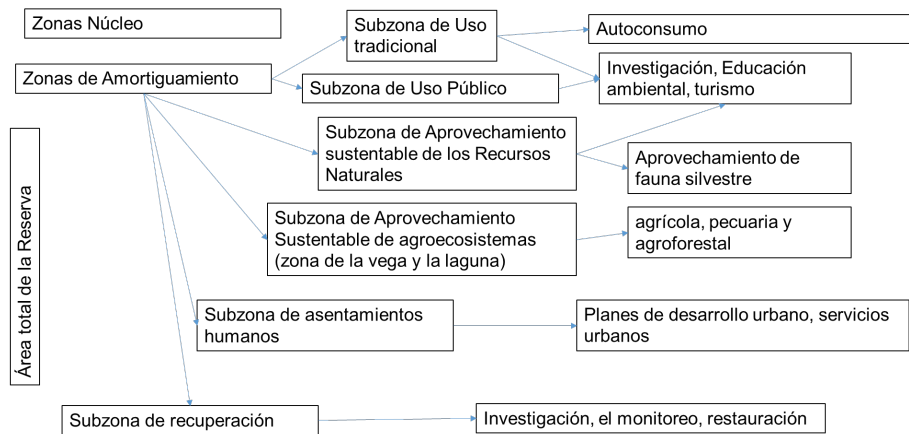 Zonas Núcleo
Subzona de Uso
tradicional
Autoconsumo
Zonas de Amortiguamiento
Subzona de Uso Público
Investigación, Educación
ambiental, turismo
Subzona de Aprovechamiento
sustentable de los Recursos
Naturales
Aprovechamiento de
fauna silvestre
Subzona de Aprovechamiento
Sustentable de agroecosistemas
(zona de la vega y la laguna)
agrícola, pecuaria y
agroforestal
Área total de la Reserva
Subzona de asentamientos
humanos
Planes de desarrollo urbano, servicios
urbanos
Subzona de recuperación
Investigación, el monitoreo, restauración